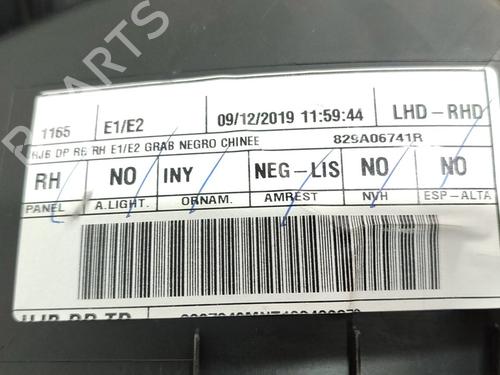 PARTS
1165 E1/E2 09/12/2019 11:59:44 LHD-RHD
HJB DP RE RH E1/E2 GRAB NEGRO CHINEE 829A06741R
RH NO INY NEG-LIS NO NO
PANEL A.LIGHT. ORNAM. AMREST NVH ESP-ALTA